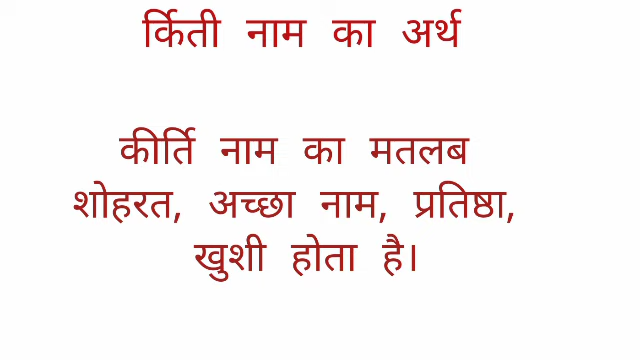 र्किती नाम का अर्थ
कीर्ति नाम का मतलब
शोहरत, अच्छा नाम, प्रतिष्ठा,
खुशी होता है।